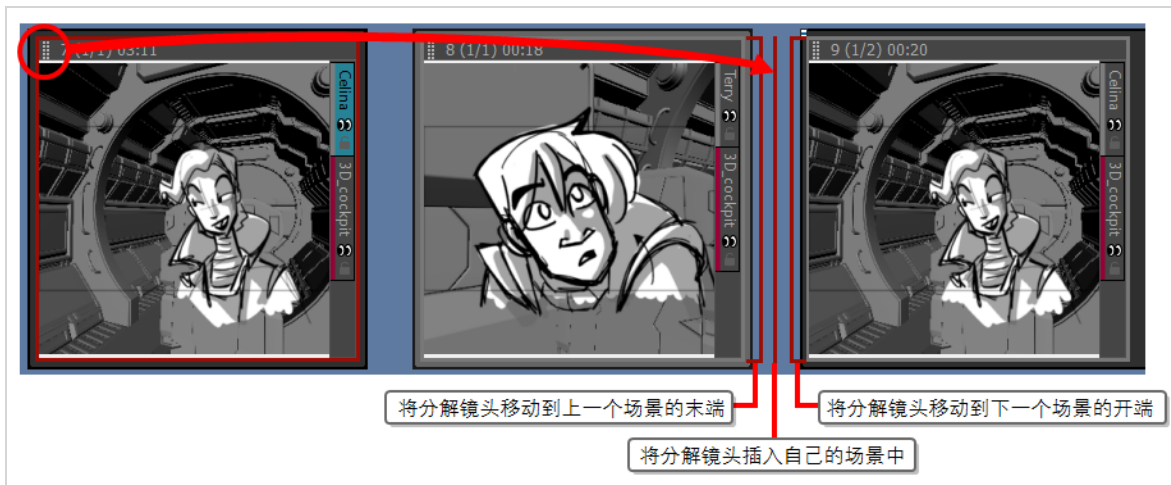 7 (1/1) 03:11
8 (1/1) 00:18
9 (1/2) 00:20
Celina
3D_cockpit
Terry
3D_cockpit
Celina
3D_cockpit
将分解镜头移动到上一个场景的末端
将分解镜头移动到下一个场景的开端
将分解镜头插入自己的场景中